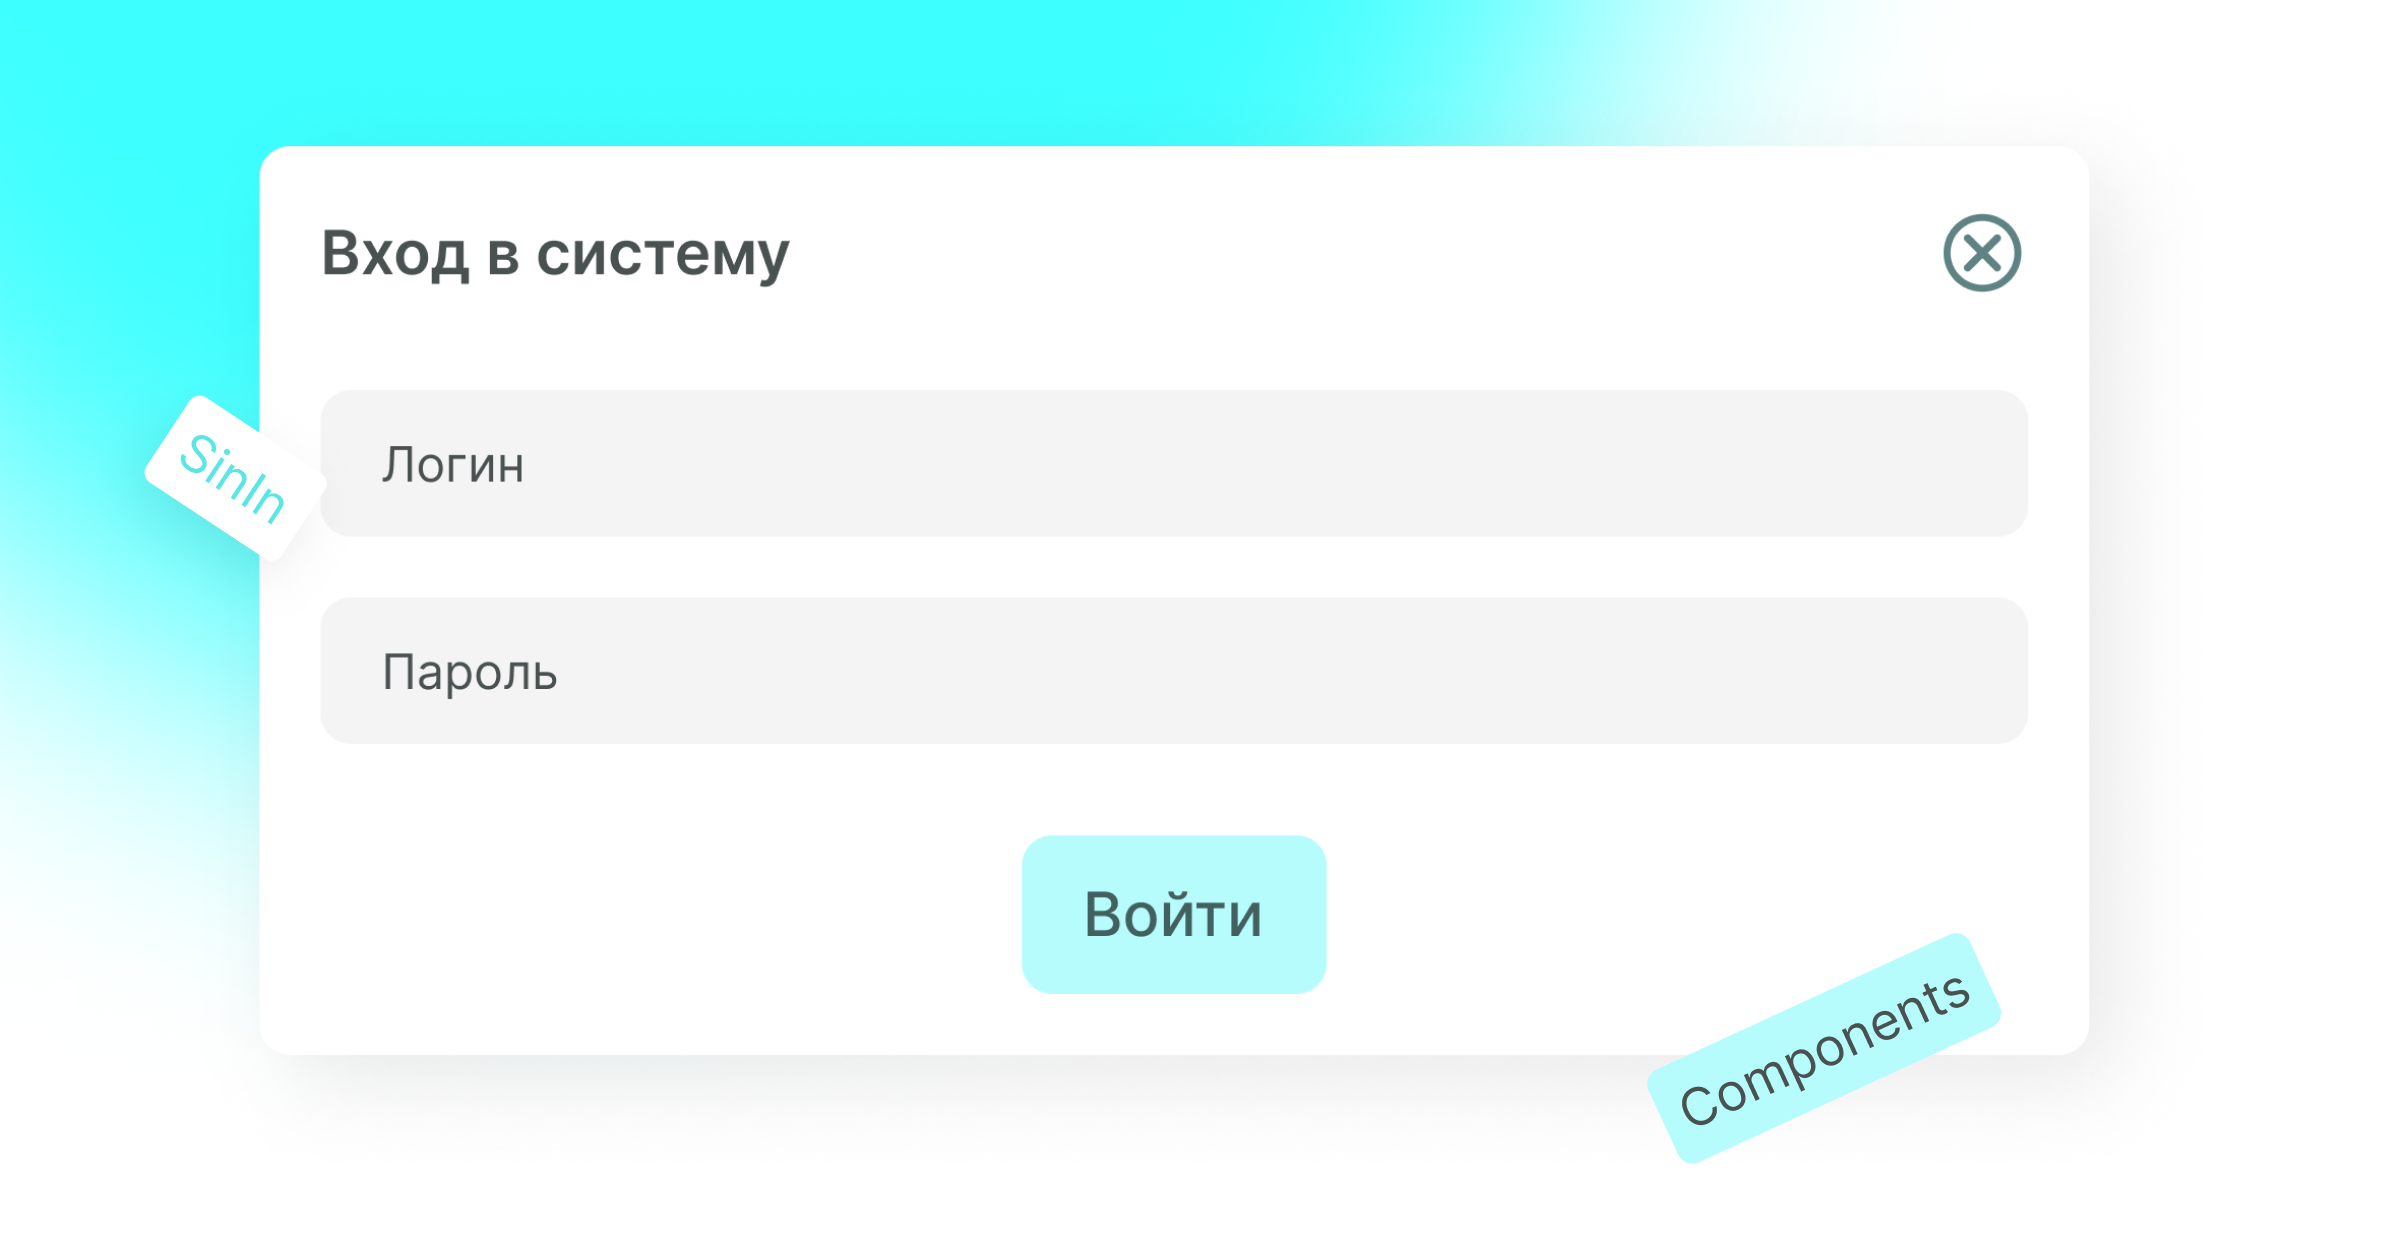 Вход в систему
SinIn
Логин
Пароль
Войти
Components